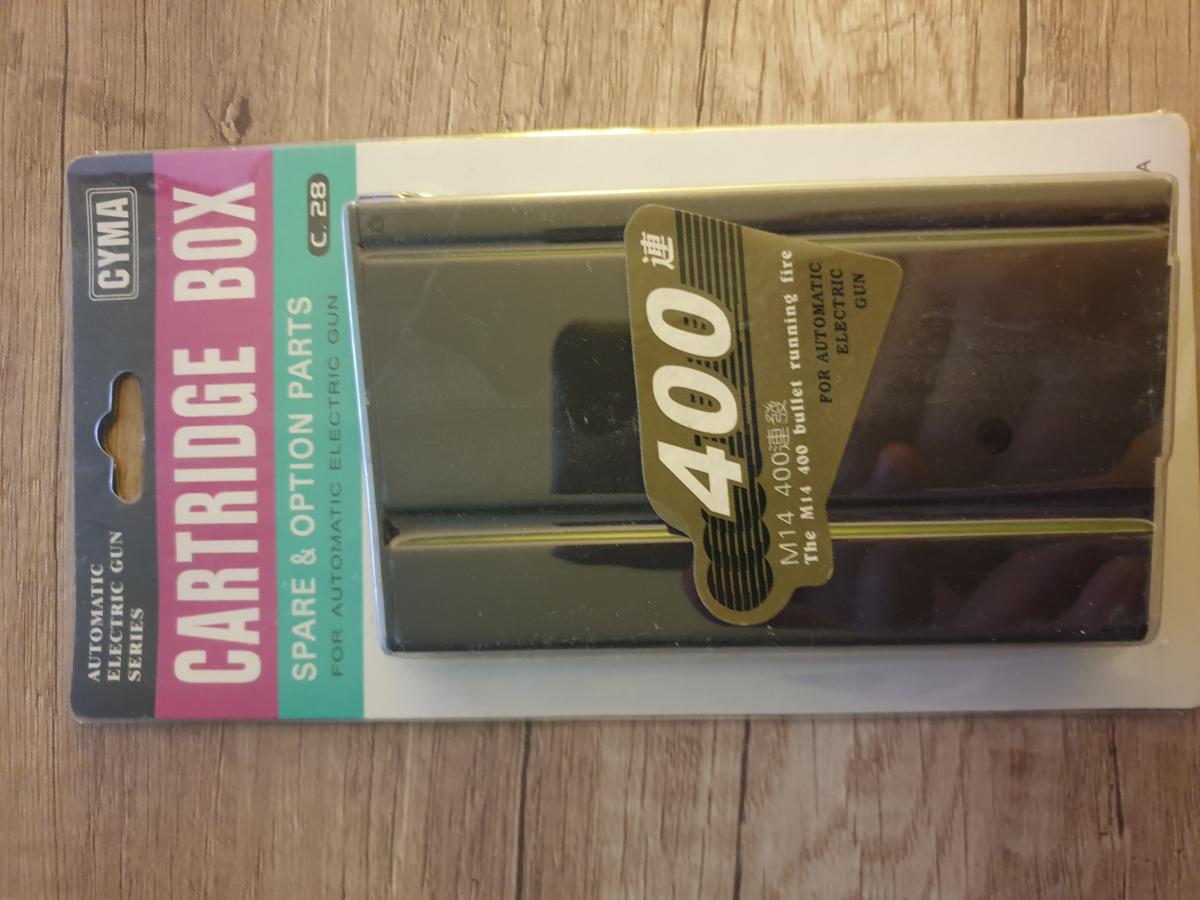 AUTOMATIC
ELECTRIC GUN
SERIES
CYMA
CARTRIDGE BOX
SPARE & OPTION PARTS
C.28
FOR AUTOMATIC ELECTRIC GUN
400連
M14 400連發
The M14 400 bullet running fire
FOR AUTOMATIC
ELECTRIC
GUN
A